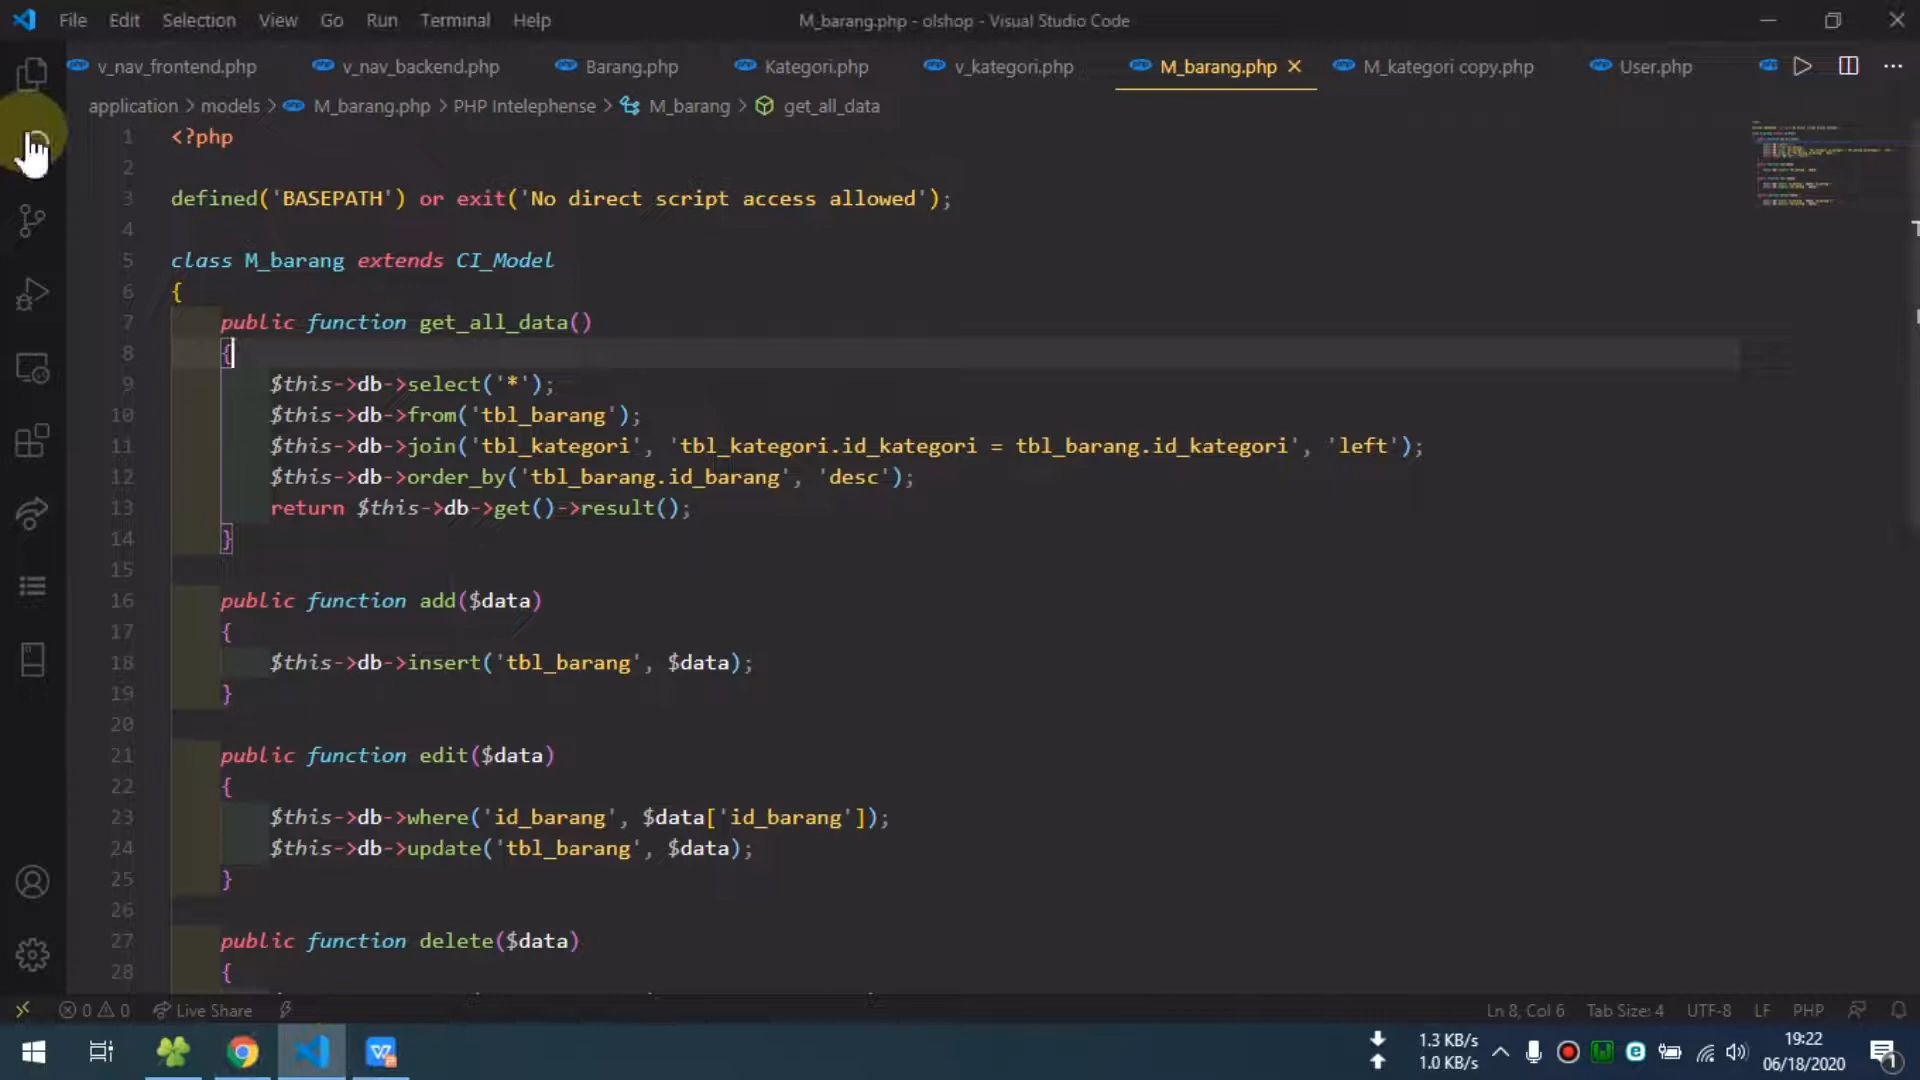 File Edit Selection View Go Run Terminal Help M_barang.php - olshop - Visual Studio Code
v_nav_frontend.php v_nav_backend.php Barang.php Kategori.php v_kategori.php M_barang.php M_kategori copy.php User.php
application > models > M_barang.php > PHP Intelephense > M_barang > get_all_data
1 <?php
2
3 defined('BASEPATH') or exit('No direct script access allowed');
4
5 class M_barang extends CI_Model
6 {
7 public function get_all_data()
8 {
9 $this->db->select('*');
10 $this->db->from('tbl_barang');
11 $this->db->join('tbl_kategori', 'tbl_kategori.id_kategori = tbl_barang.id_kategori', 'left');
12 $this->db->order_by('tbl_barang.id_barang', 'desc');
13 return $this->db->get()->result();
14 }
15
16 public function add($data)
17 {
18 $this->db->insert('tbl_barang', $data);
19 }
20
21 public function edit($data)
22 {
23 $this->db->where('id_barang', $data['id_barang']);
24 $this->db->update('tbl_barang', $data);
25 }
26
27 public function delete($data)
28 {
0 0 Live Share Ln 8, Col 6 Tab Size: 4 UTF-8 LF PHP
1.3 KB/s 19:22
1.0 KB/s 06/18/2020 1